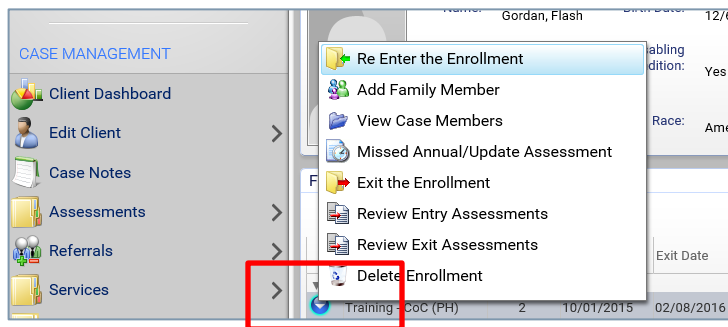 Name:
Gordan, Flash
Birth Date:
12/0
CASE MANAGEMENT
Client Dashboard
Edit Client
Case Notes
Assessments
Referrals
Services
Re Enter the Enrollment
Add Family Member
View Case Members
Missed Annual/Update Assessment
Exit the Enrollment
Review Entry Assessments
Review Exit Assessments
Delete Enrollment
abling
dition:
Yes
Race:
Ame
F
Exit Date
Training - CoC (PH) 2 10/01/2015 02/08/2016